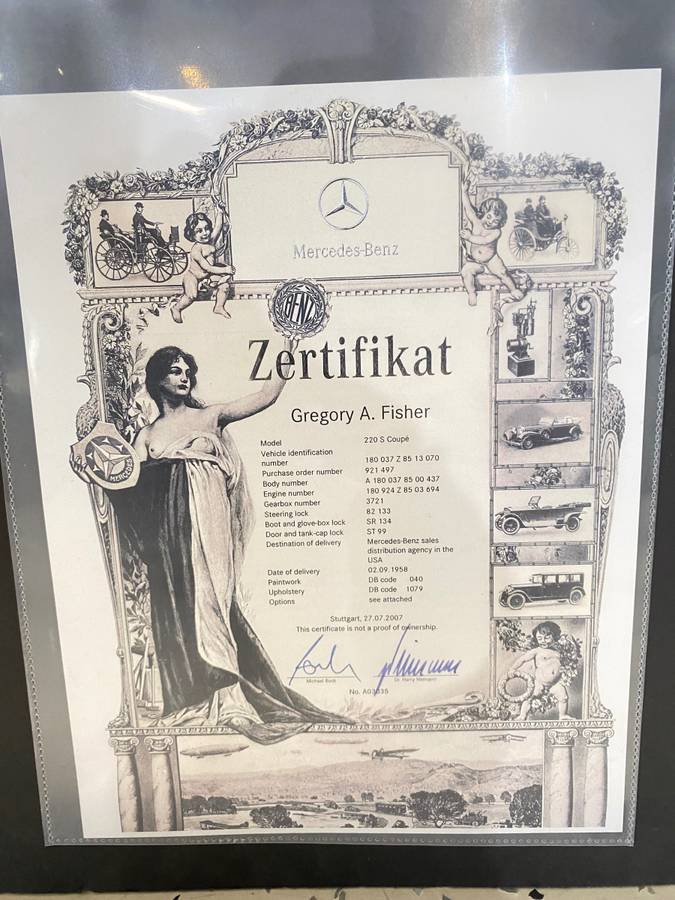 Mercedes-Benz
BENZ
Zertifikat
Gregory A. Fisher
MERCEDES
Model 220 S Coupé
Vehicle identification
number 180 037 Z 85 13 070
Purchase order number 921 497
Body number A 180 037 85 00 437
Engine number 180 924 Z 85 03 694
Gearbox number 3721
Steering lock 82 133
Boot and glove-box lock SR 134
Door and tank-cap lock ST 99
Destination of delivery Mercedes-Benz sales
distribution agency in the
USA
Date of delivery 02.09.1958
Paintwork DB code 040
Upholstery DB code 1079
Options see attached
Stuttgart, 27.07.2007
This certificate is not a proof of ownership.
Michael Bock Dr. Harry Niemann
No. A03835